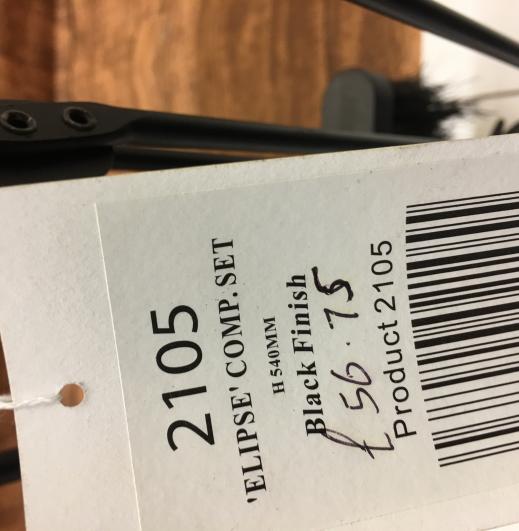 2105
'ELIPSE' COMP. SET
H 540MM
Black Finish
£56.75
Product 2105